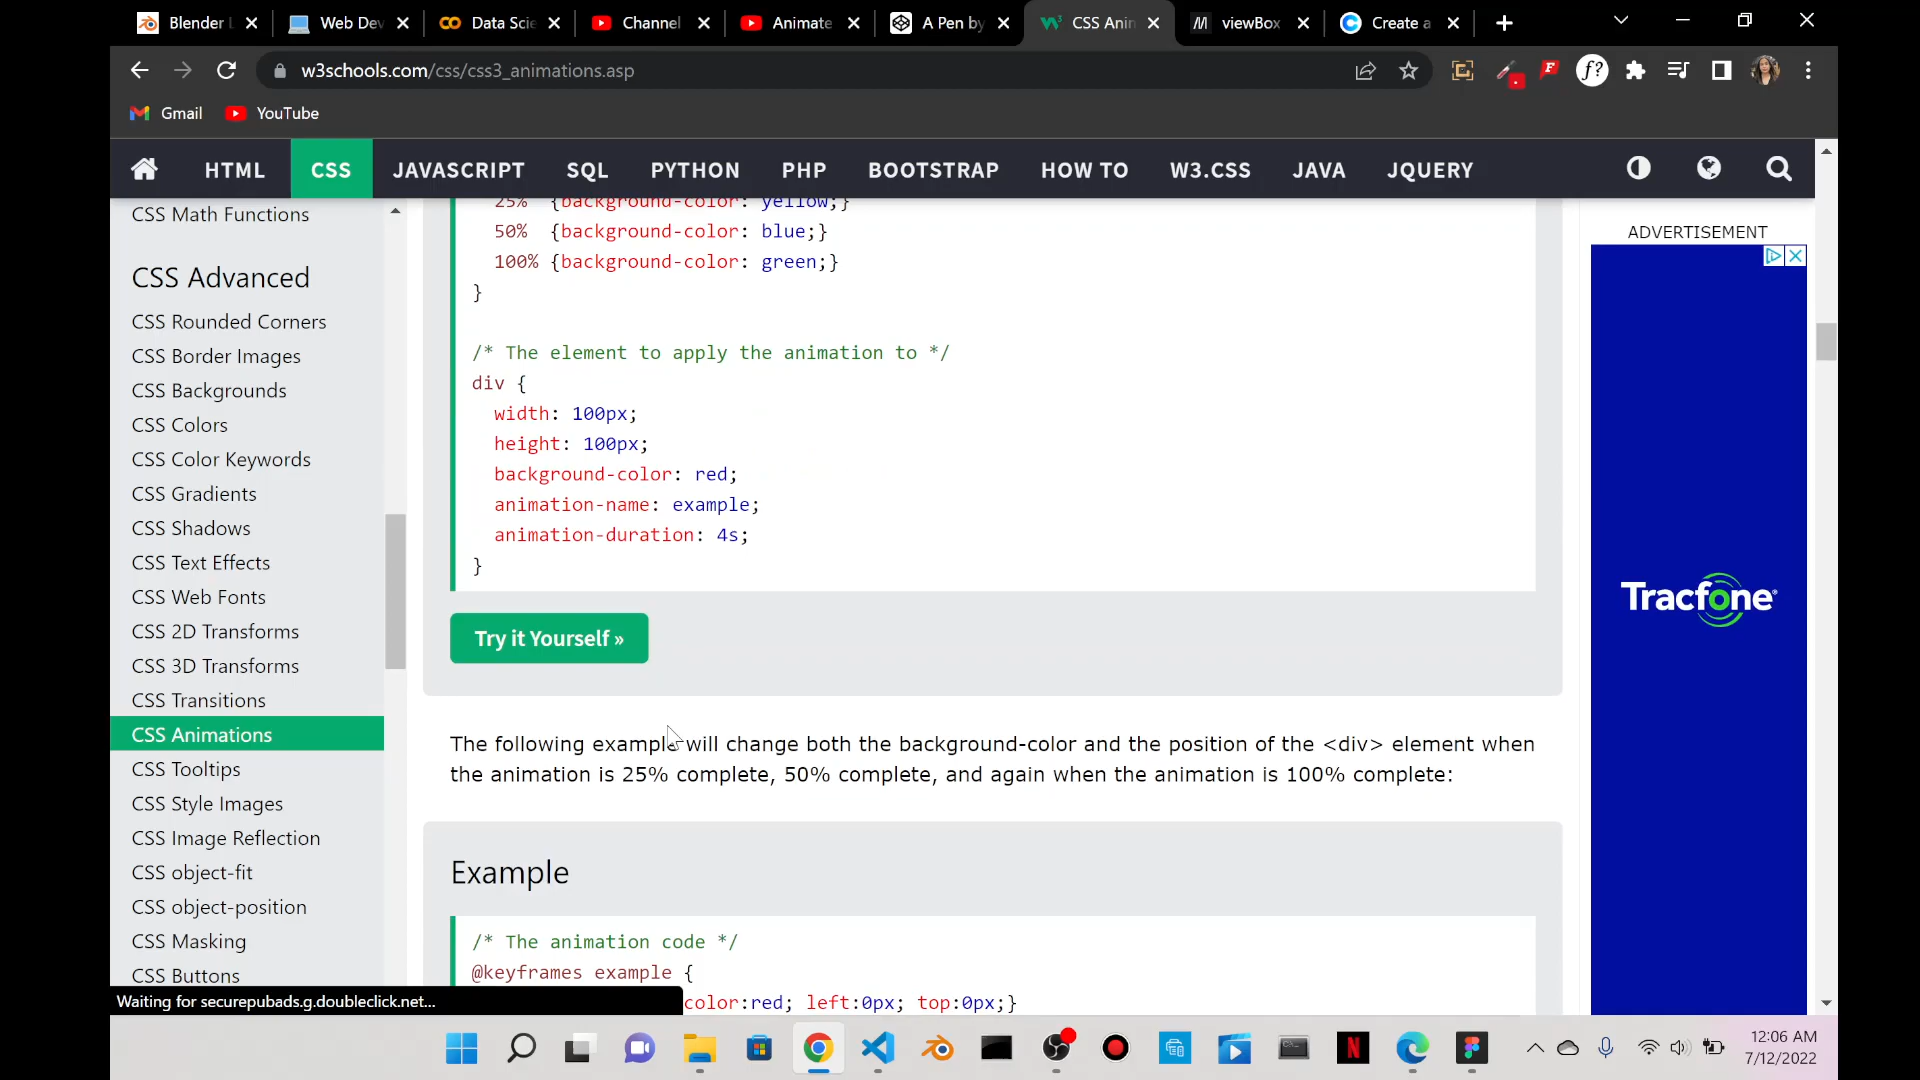 Blender
Web Dev
Data Scie
Channel
Animate
A Pen by
CSS Anim
viewBox
Create a
w3schools.com/css/css3_animations.asp
Gmail
YouTube
HTML
CSS
JAVASCRIPT
SQL
PYTHON
PHP
BOOTSTRAP
HOW TO
W3.CSS
JAVA
JQUERY
CSS Math Functions
CSS Advanced
CSS Rounded Corners
CSS Border Images
CSS Backgrounds
CSS Colors
CSS Color Keywords
CSS Gradients
CSS Shadows
CSS Text Effects
CSS Web Fonts
CSS 2D Transforms
CSS 3D Transforms
CSS Transitions
CSS Animations
CSS Tooltips
CSS Style Images
CSS Image Reflection
CSS object-fit
CSS object-position
CSS Masking
CSS Buttons
25% {background-color: yellow;}
50% {background-color: blue;}
100% {background-color: green;}
}
/* The element to apply the animation to */
div {
width: 100px;
height: 100px;
background-color: red;
animation-name: example;
animation-duration: 4s;
}
Try it Yourself »
The following example will change both the background-color and the position of the <div> element when
the animation is 25% complete, 50% complete, and again when the animation is 100% complete:
Example
/* The animation code */
@keyframes example {
color:red; left:0px; top:0px;}
ADVERTISEMENT
Tracfone
Waiting for securepubads.g.doubleclick.net...
12:06 AM
7/12/2022